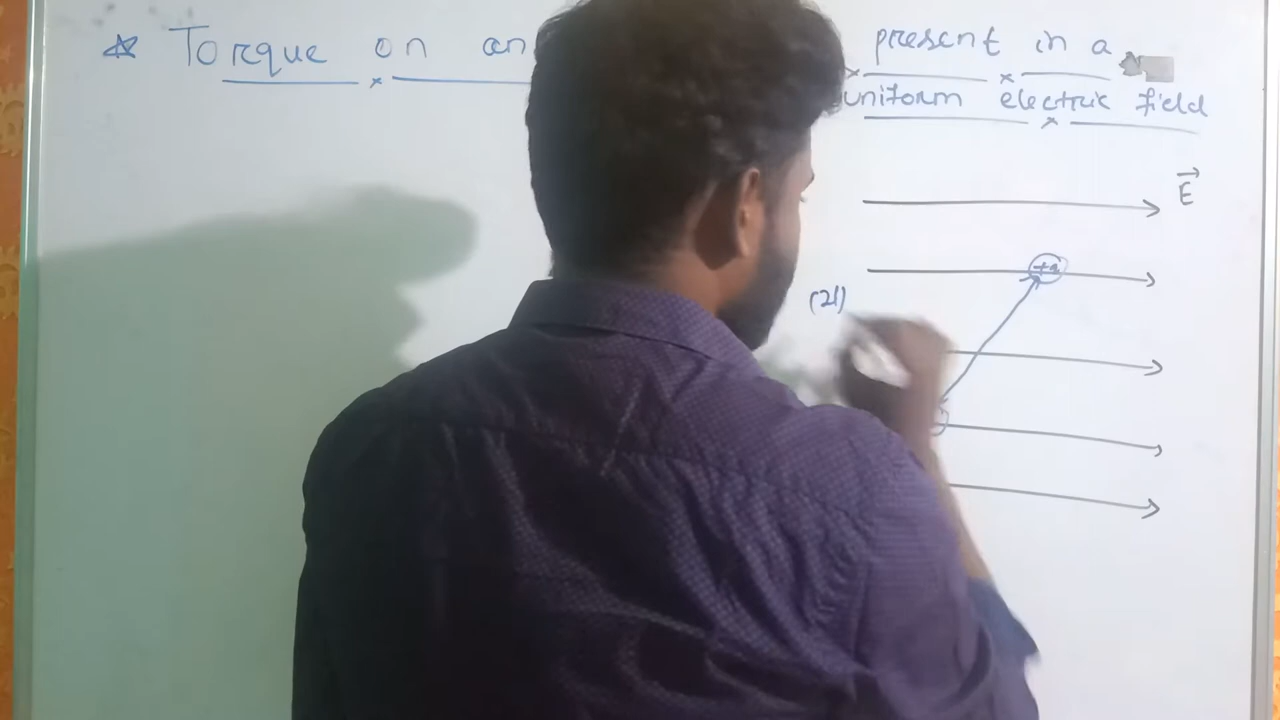 Torque on an present in a
uniform electric field
E
+q
(2l)